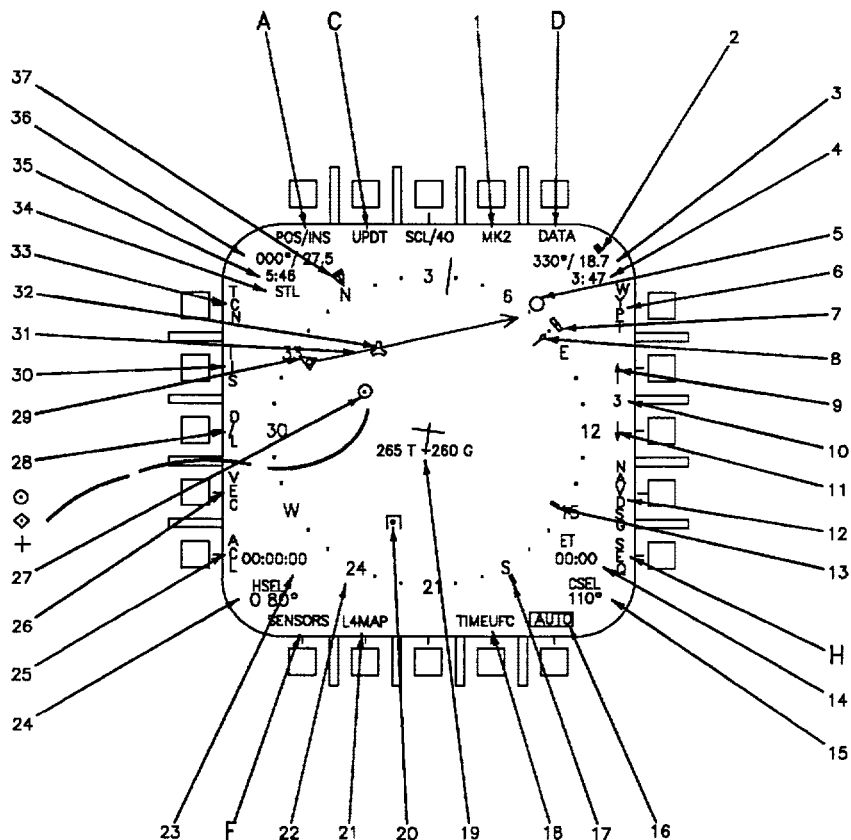 A C 1 D 2
37
36
35
34
33
32
31
30
29
28
27
26
25
24
POS/INS UPDT SCL/40 MK2 DATA
000°/ 27.5 330°/ 18.7
5:46 3:47
STL
TCN
ILS
D/L
VEC
ACL
WYPT
3
NAVDSG
SEQ
N 3 6
33 E
30 12
265 T 260 G
W 15
24 21 S
ET
00:00:00 00:00
HSEL CSEL
0 80° 110°
SENSORS L4MAP TIMEUFC AUTO
3
4
5
6
7
8
9
10
11
12
13
H
14
15
23 F 22 21 20 19 18 17 16